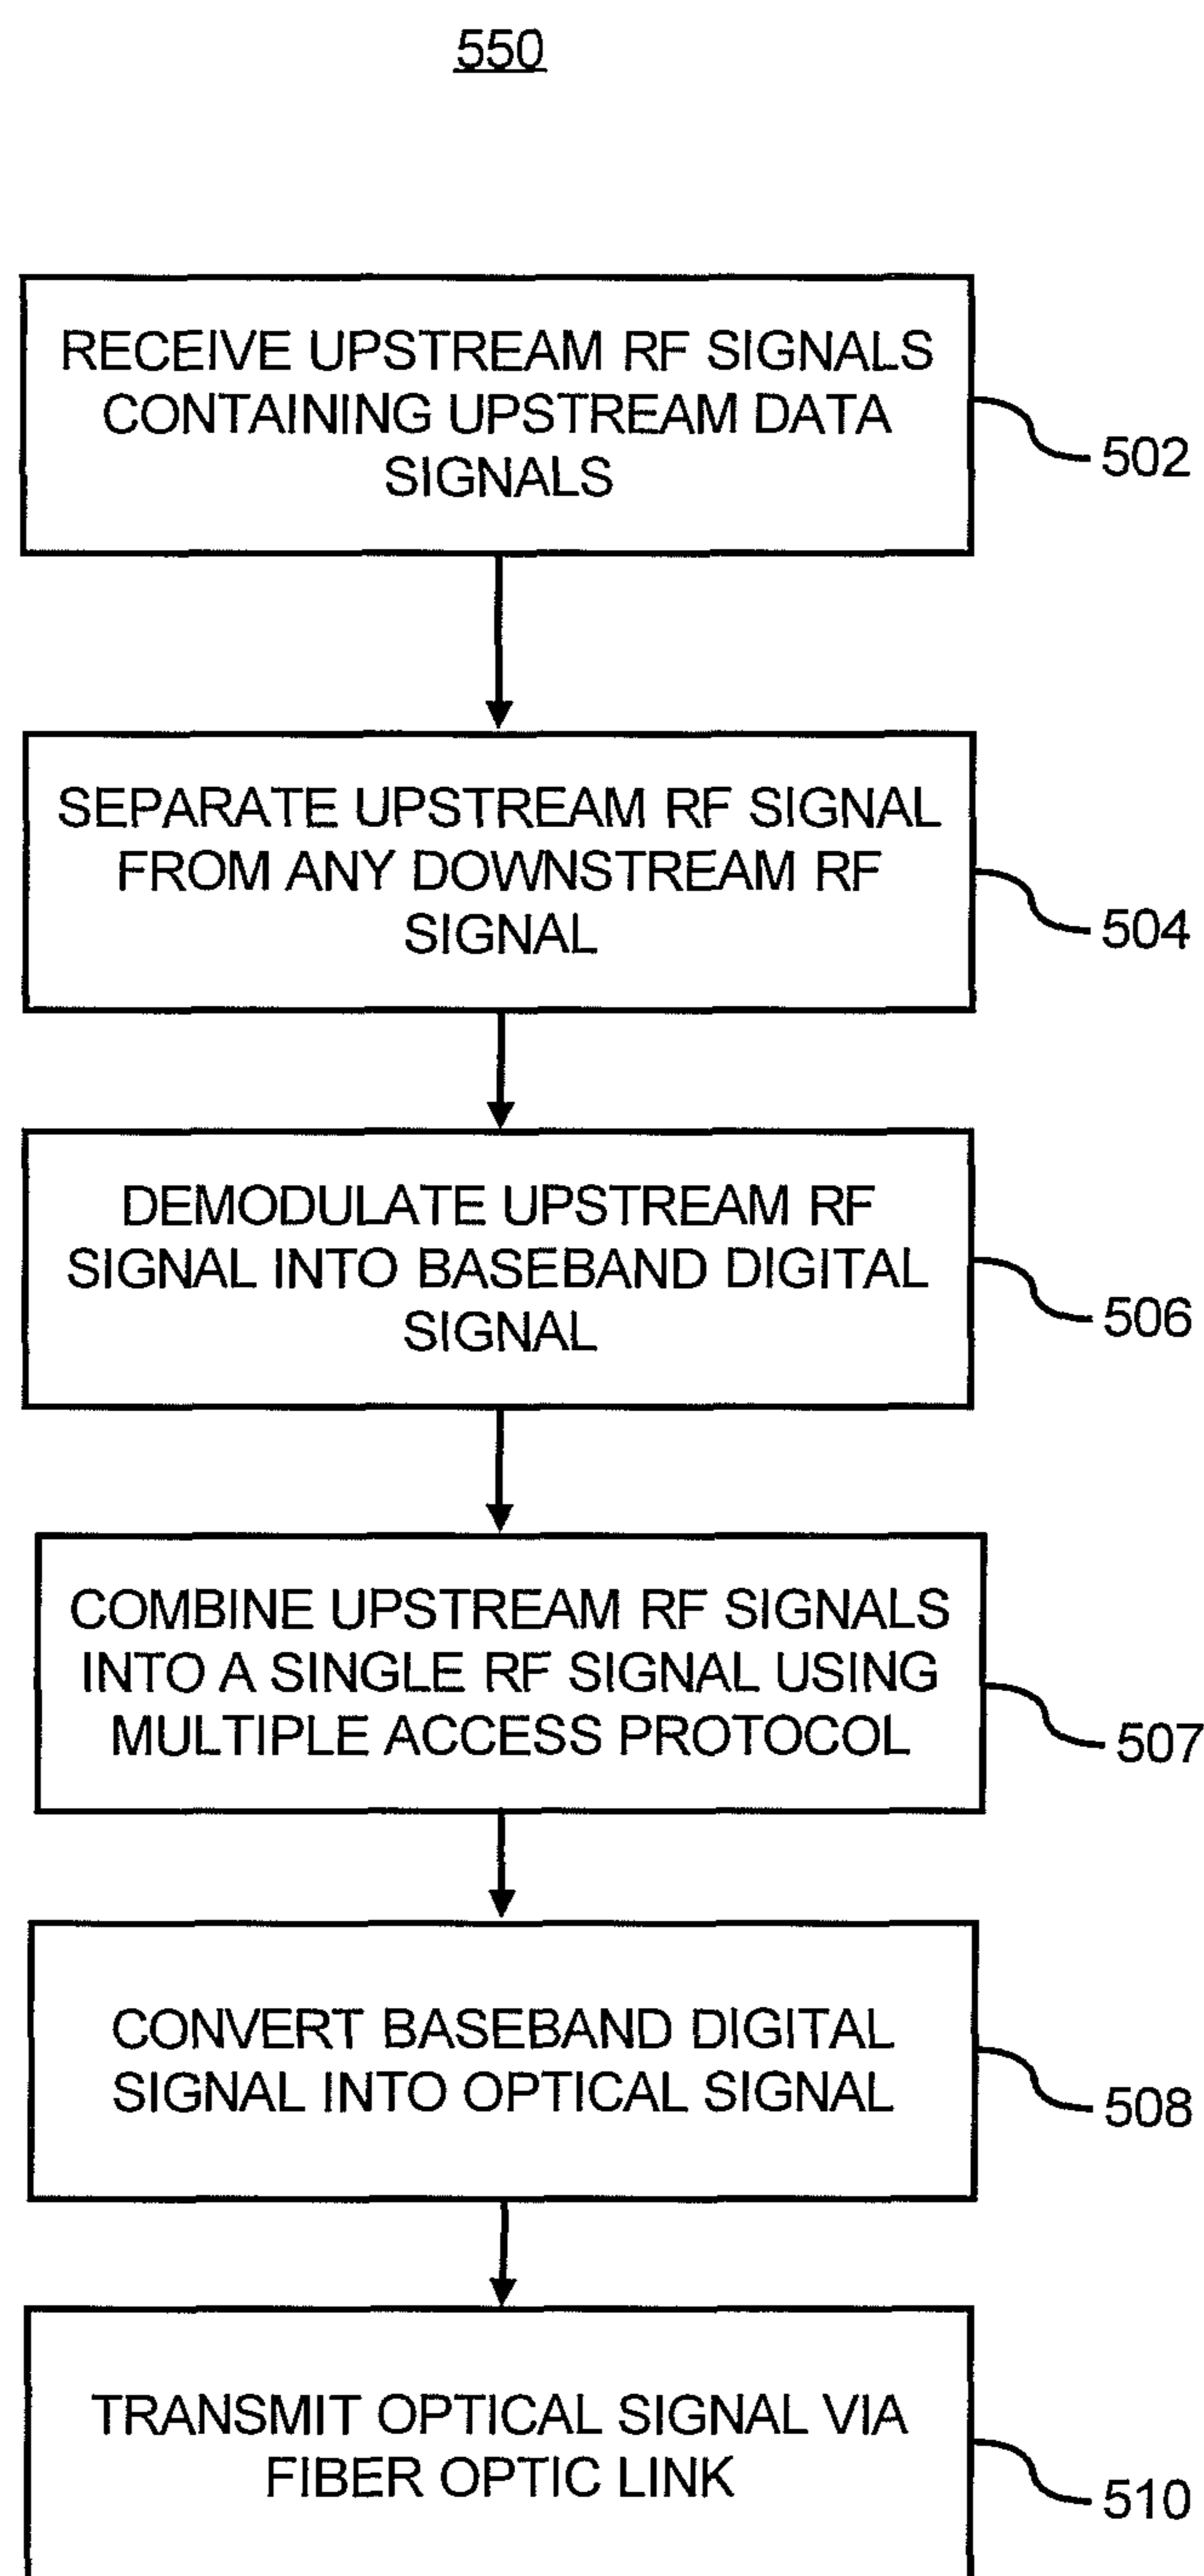 550
RECEIVE UPSTREAM RF SIGNALS
CONTAINING UPSTREAM DATA
SIGNALS
502
SEPARATE UPSTREAM RF SIGNAL
FROM ANY DOWNSTREAM RF
SIGNAL
504
DEMODULATE UPSTREAM RF
SIGNAL INTO BASEBAND DIGITAL
SIGNAL
506
COMBINE UPSTREAM RF SIGNALS
INTO A SINGLE RF SIGNAL USING
MULTIPLE ACCESS PROTOCOL
507
CONVERT BASEBAND DIGITAL
SIGNAL INTO OPTICAL SIGNAL
508
TRANSMIT OPTICAL SIGNAL VIA
FIBER OPTIC LINK
510